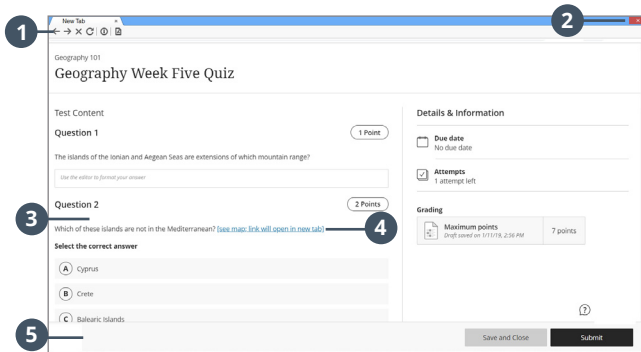 New Tab
1
2
Geography 101
Geography Week Five Quiz
Test Content
Question 1
1 Point
The islands of the Ionian and Aegean Seas are extensions of which mountain range?
Use the editor to format your answer
Question 2
2 Points
3
Which of these islands are not in the Mediterranean? [see map; link will open in new tab]
4
Select the correct answer
A Cyprus
B Crete
C Balearic Islands
Details & Information
Due date
No due date
Attempts
1 attempt left
Grading
Maximum points
Draft saved on 1/11/19, 2:56 PM
7 points
?
5
Save and Close
Submit